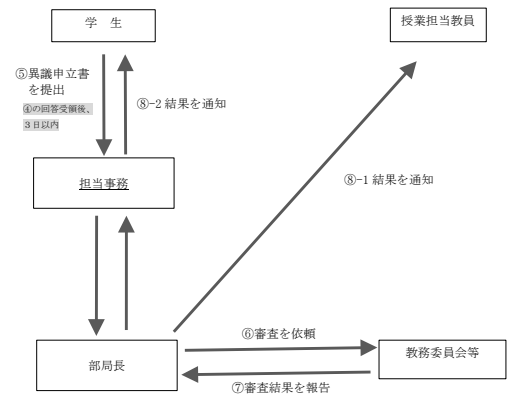 学　生
授業担当教員
⑤異議申立書
を提出
④の回答受領後、
３日以内
⑧-2 結果を通知
担当事務
⑧-1 結果を通知
⑥審査を依頼
部局長
教務委員会等
⑦審査結果を報告